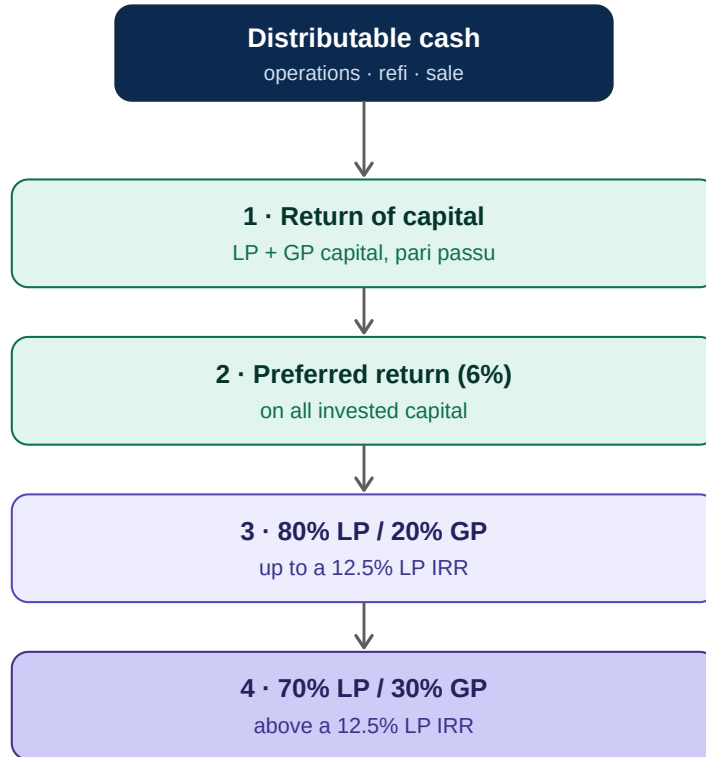 Distributable cash
operations · refi · sale
1 · Return of capital
LP + GP capital, pari passu
2 · Preferred return (6%)
on all invested capital
3 · 80% LP / 20% GP
up to a 12.5% LP IRR
4 · 70% LP / 30% GP
above a 12.5% LP IRR